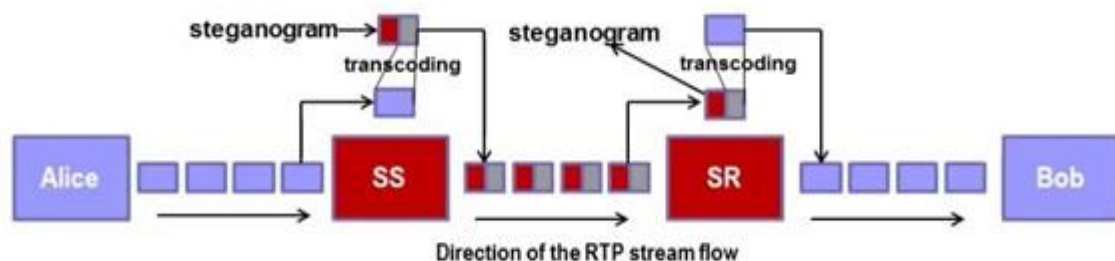 steganogram
transcoding
steganogram
transcoding
Alice
SS
SR
Bob
Direction of the RTP stream flow